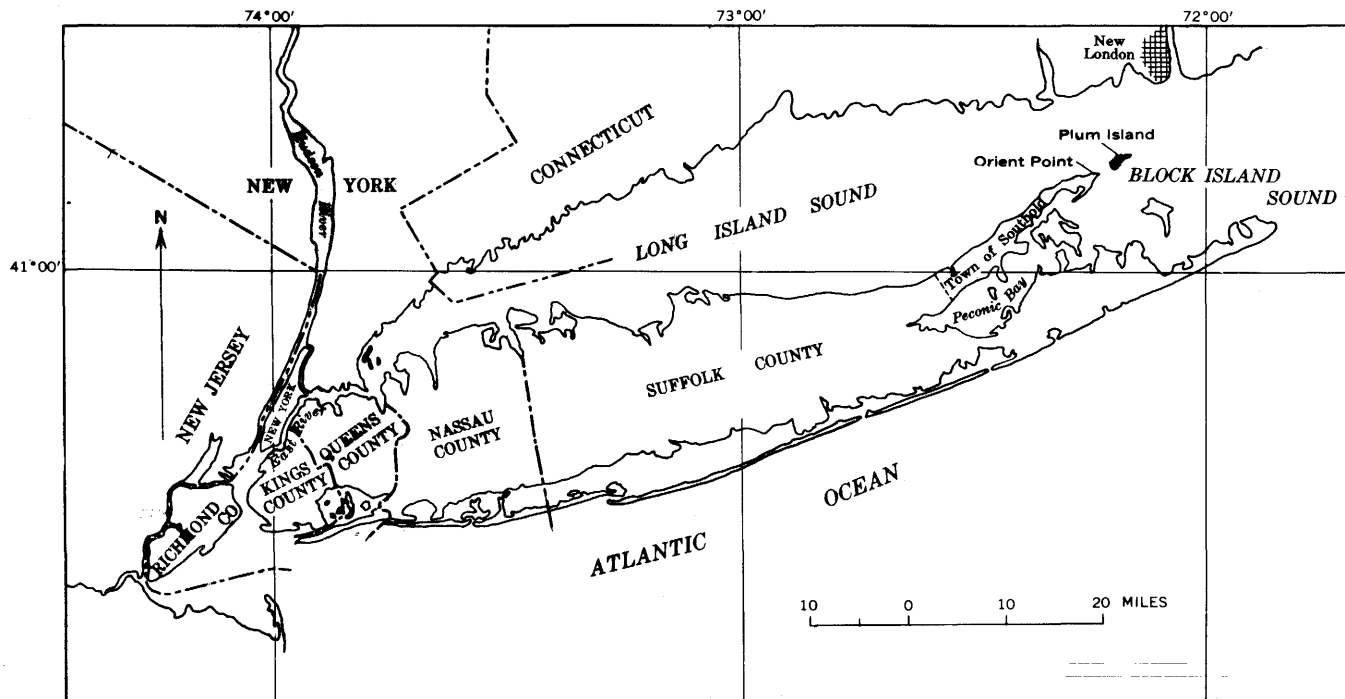 74°00'
73°00'
72°00'
New
London
Plum Island
Orient Point
BLOCK ISLAND
SOUND
CONNECTICUT
Hudson
River
NEW YORK
N
LONG ISLAND SOUND
Town of Southold
41°00'
Peconic Bay
NEW JERSEY
SUFFOLK COUNTY
NEW YORK
East River
QUEENS
COUNTY
NASSAU
COUNTY
KINGS
COUNTY
RICHMOND CO
OCEAN
ATLANTIC
10 0 10 20 MILES